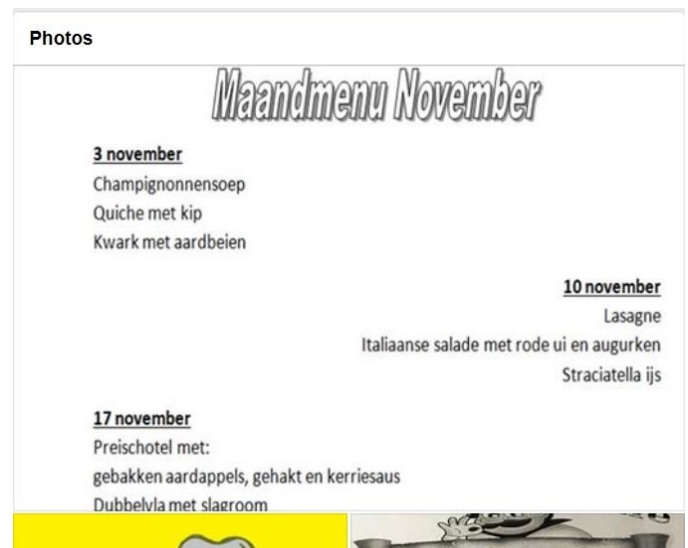 Photos
Maandmenu November
3 november
Champignonnensoep
Quiche met kip
Kwark met aardbeien
10 november
Lasagne
Italiaanse salade met rode ui en augurken
Straciatella ijs
17 november
Preischotel met:
gebakken aardappels, gehakt en kerriesaus
Dubbelvla met slagroom